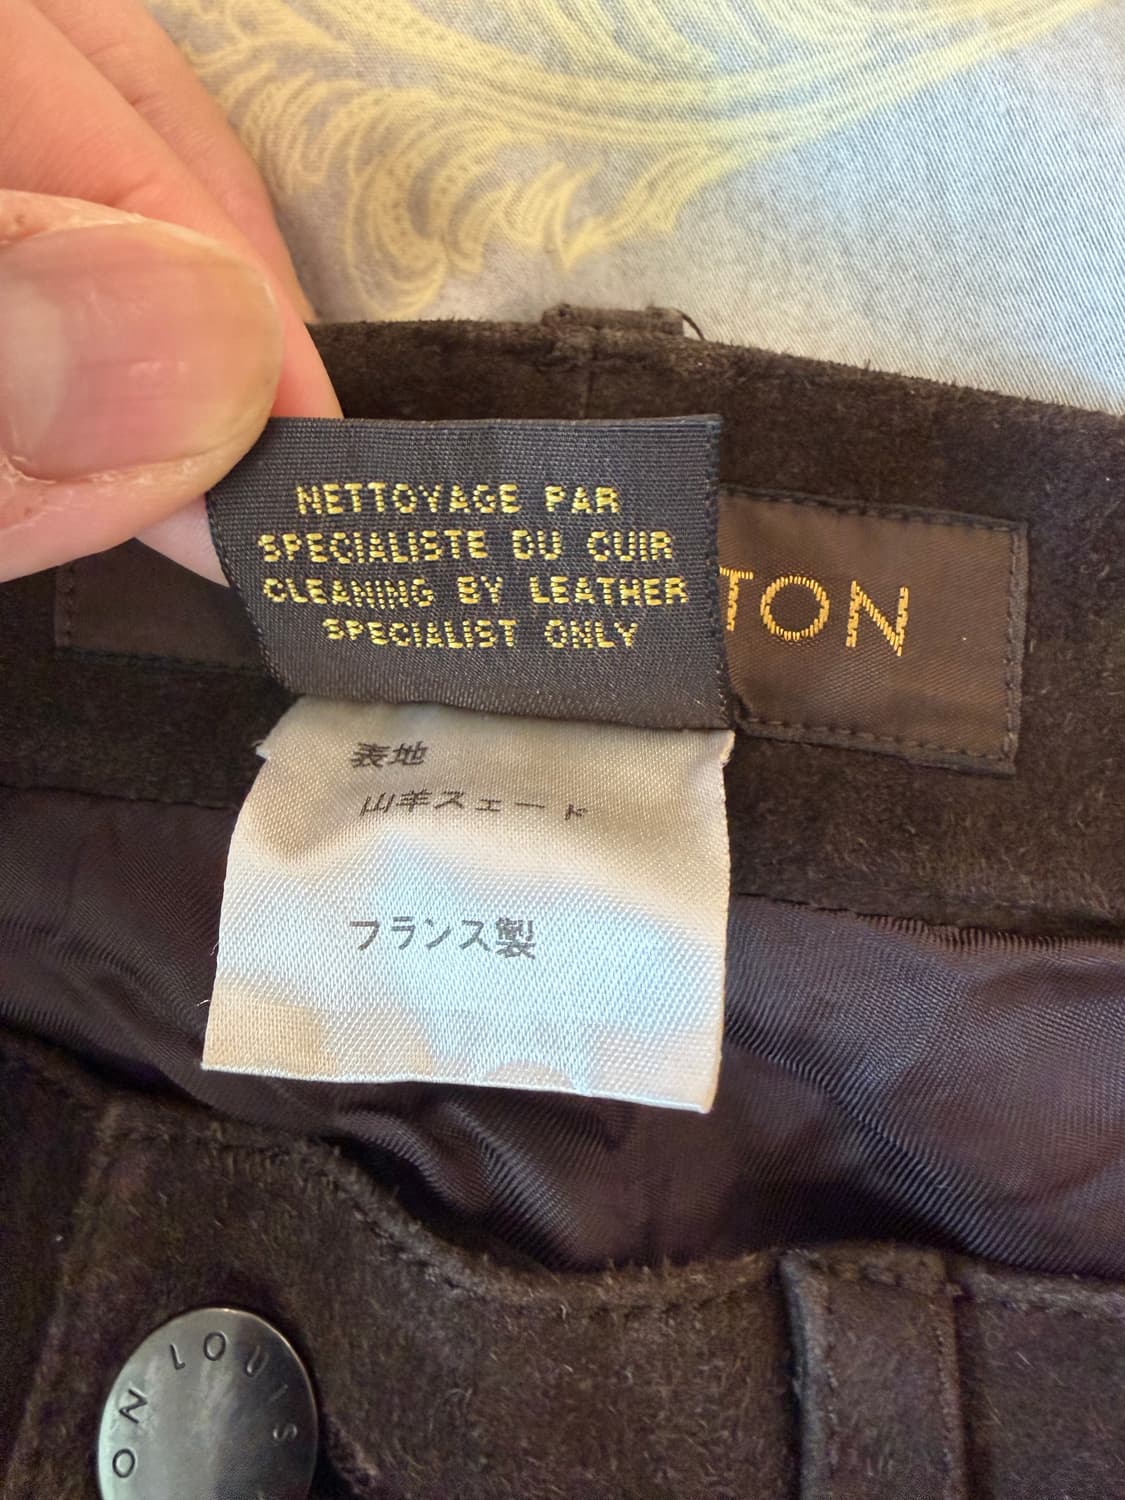 NETTOYAGE PAR
SPECIALISTE DU CUIR
CLEANING BY LEATHER
SPECIALIST ONLY
TON
表地
山羊スェード
フランス製
LOUIS
ON